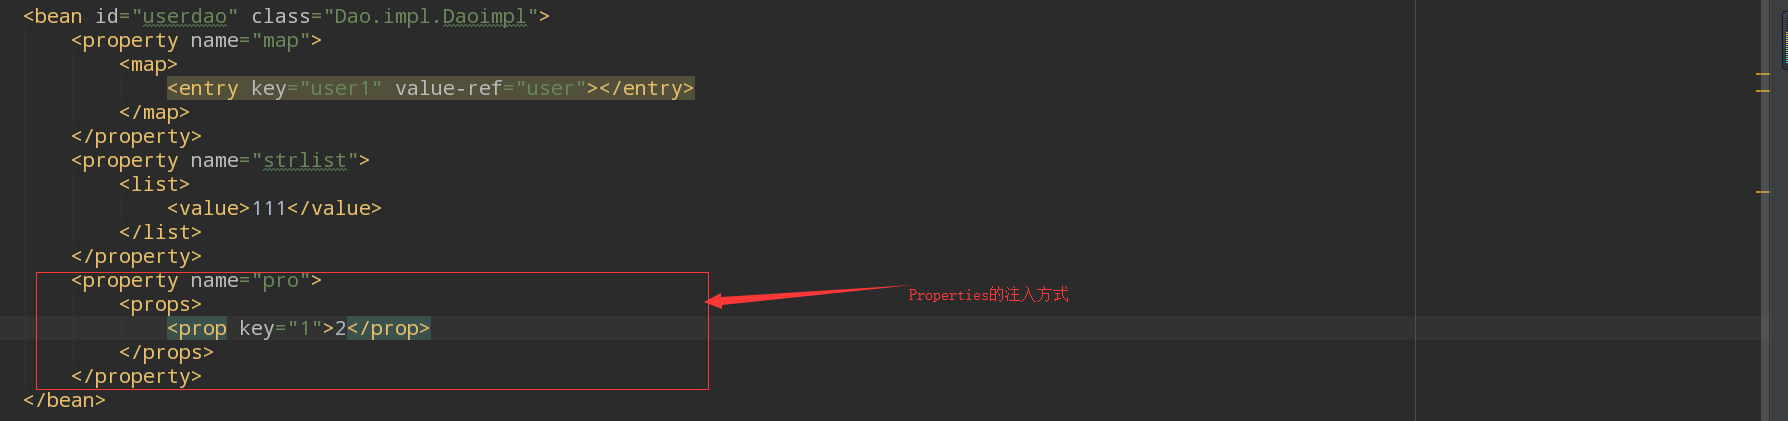 <bean id="userdao" class="Dao.impl.Daoimpl">
<property name="map">
<map>
<entry key="user1" value-ref="user"></entry>
</map>
</property>
<property name="strlist">
<list>
<value>111</value>
</list>
</property>
<property name="pro">
<props>
Properties的注入方式
<prop key="1">2</prop>
</props>
</property>
</bean>